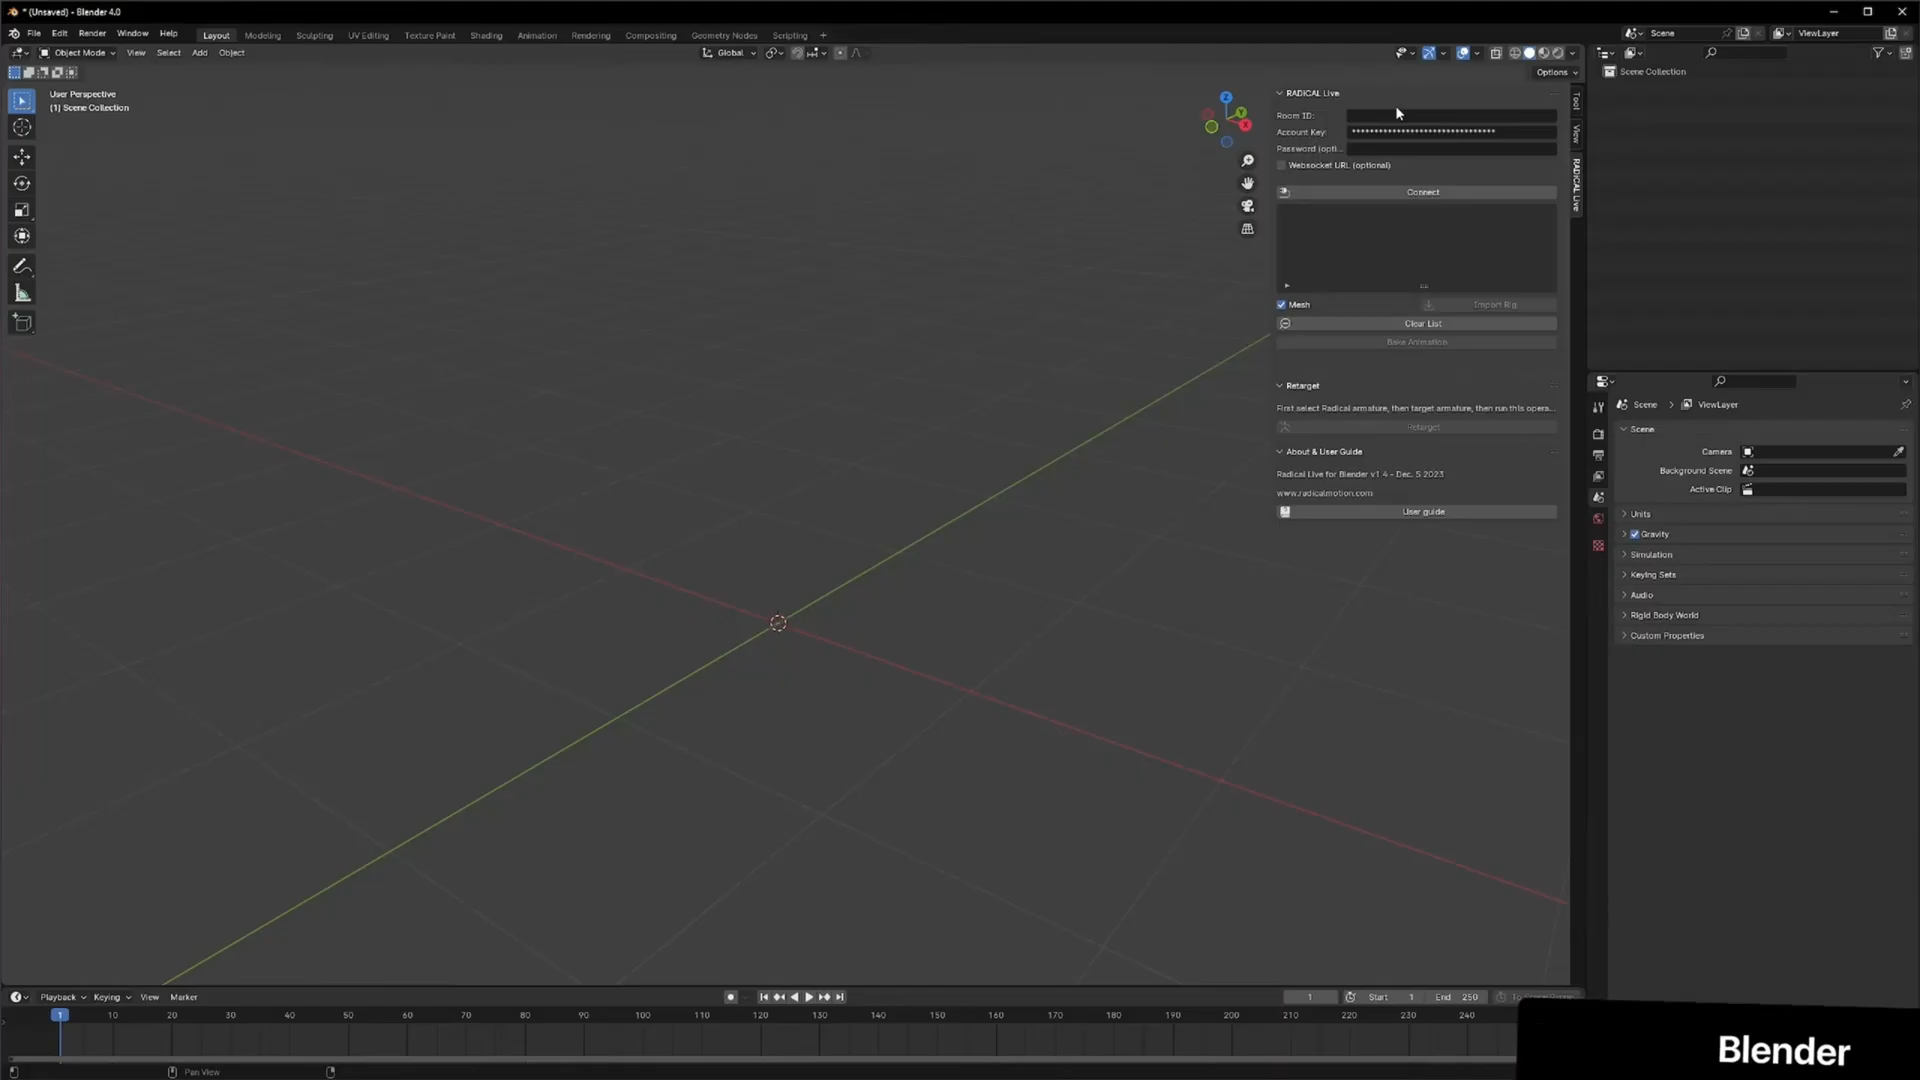 * (Unsaved) - Blender 4.0
File Edit Render Window Help Layout Modeling Sculpting UV Editing Texture Paint Shading Animation Rendering Compositing Geometry Nodes Scripting + Scene ViewLayer
Object Mode View Select Add Object Global
Options
User Perspective
(1) Scene Collection
Z
Y
X
RADICAL Live
Room ID:
Account Key: ********************************
Password (opti...
Websocket URL (optional)
Connect
Mesh Import Rig
Clear List
Bake Animation
Retarget
First select Radical armature, then target armature, then run this opera...
Retarget
About & User Guide
Radical Live for Blender v1.4 - Dec. 5 2023
www.radicalmotion.com
User guide
Tool
View
RADICAL Live
Scene Collection
Scene > ViewLayer
Scene
Camera
Background Scene
Active Clip
Units
Gravity
Simulation
Keying Sets
Audio
Rigid Body World
Custom Properties
Playback Keying View Marker 1 Start 1 End 250
1 10 20 30 40 50 60 70 80 90 100 110 120 130 140 150 160 170 180 190 200 210 220 230 240
Pan View
Blender